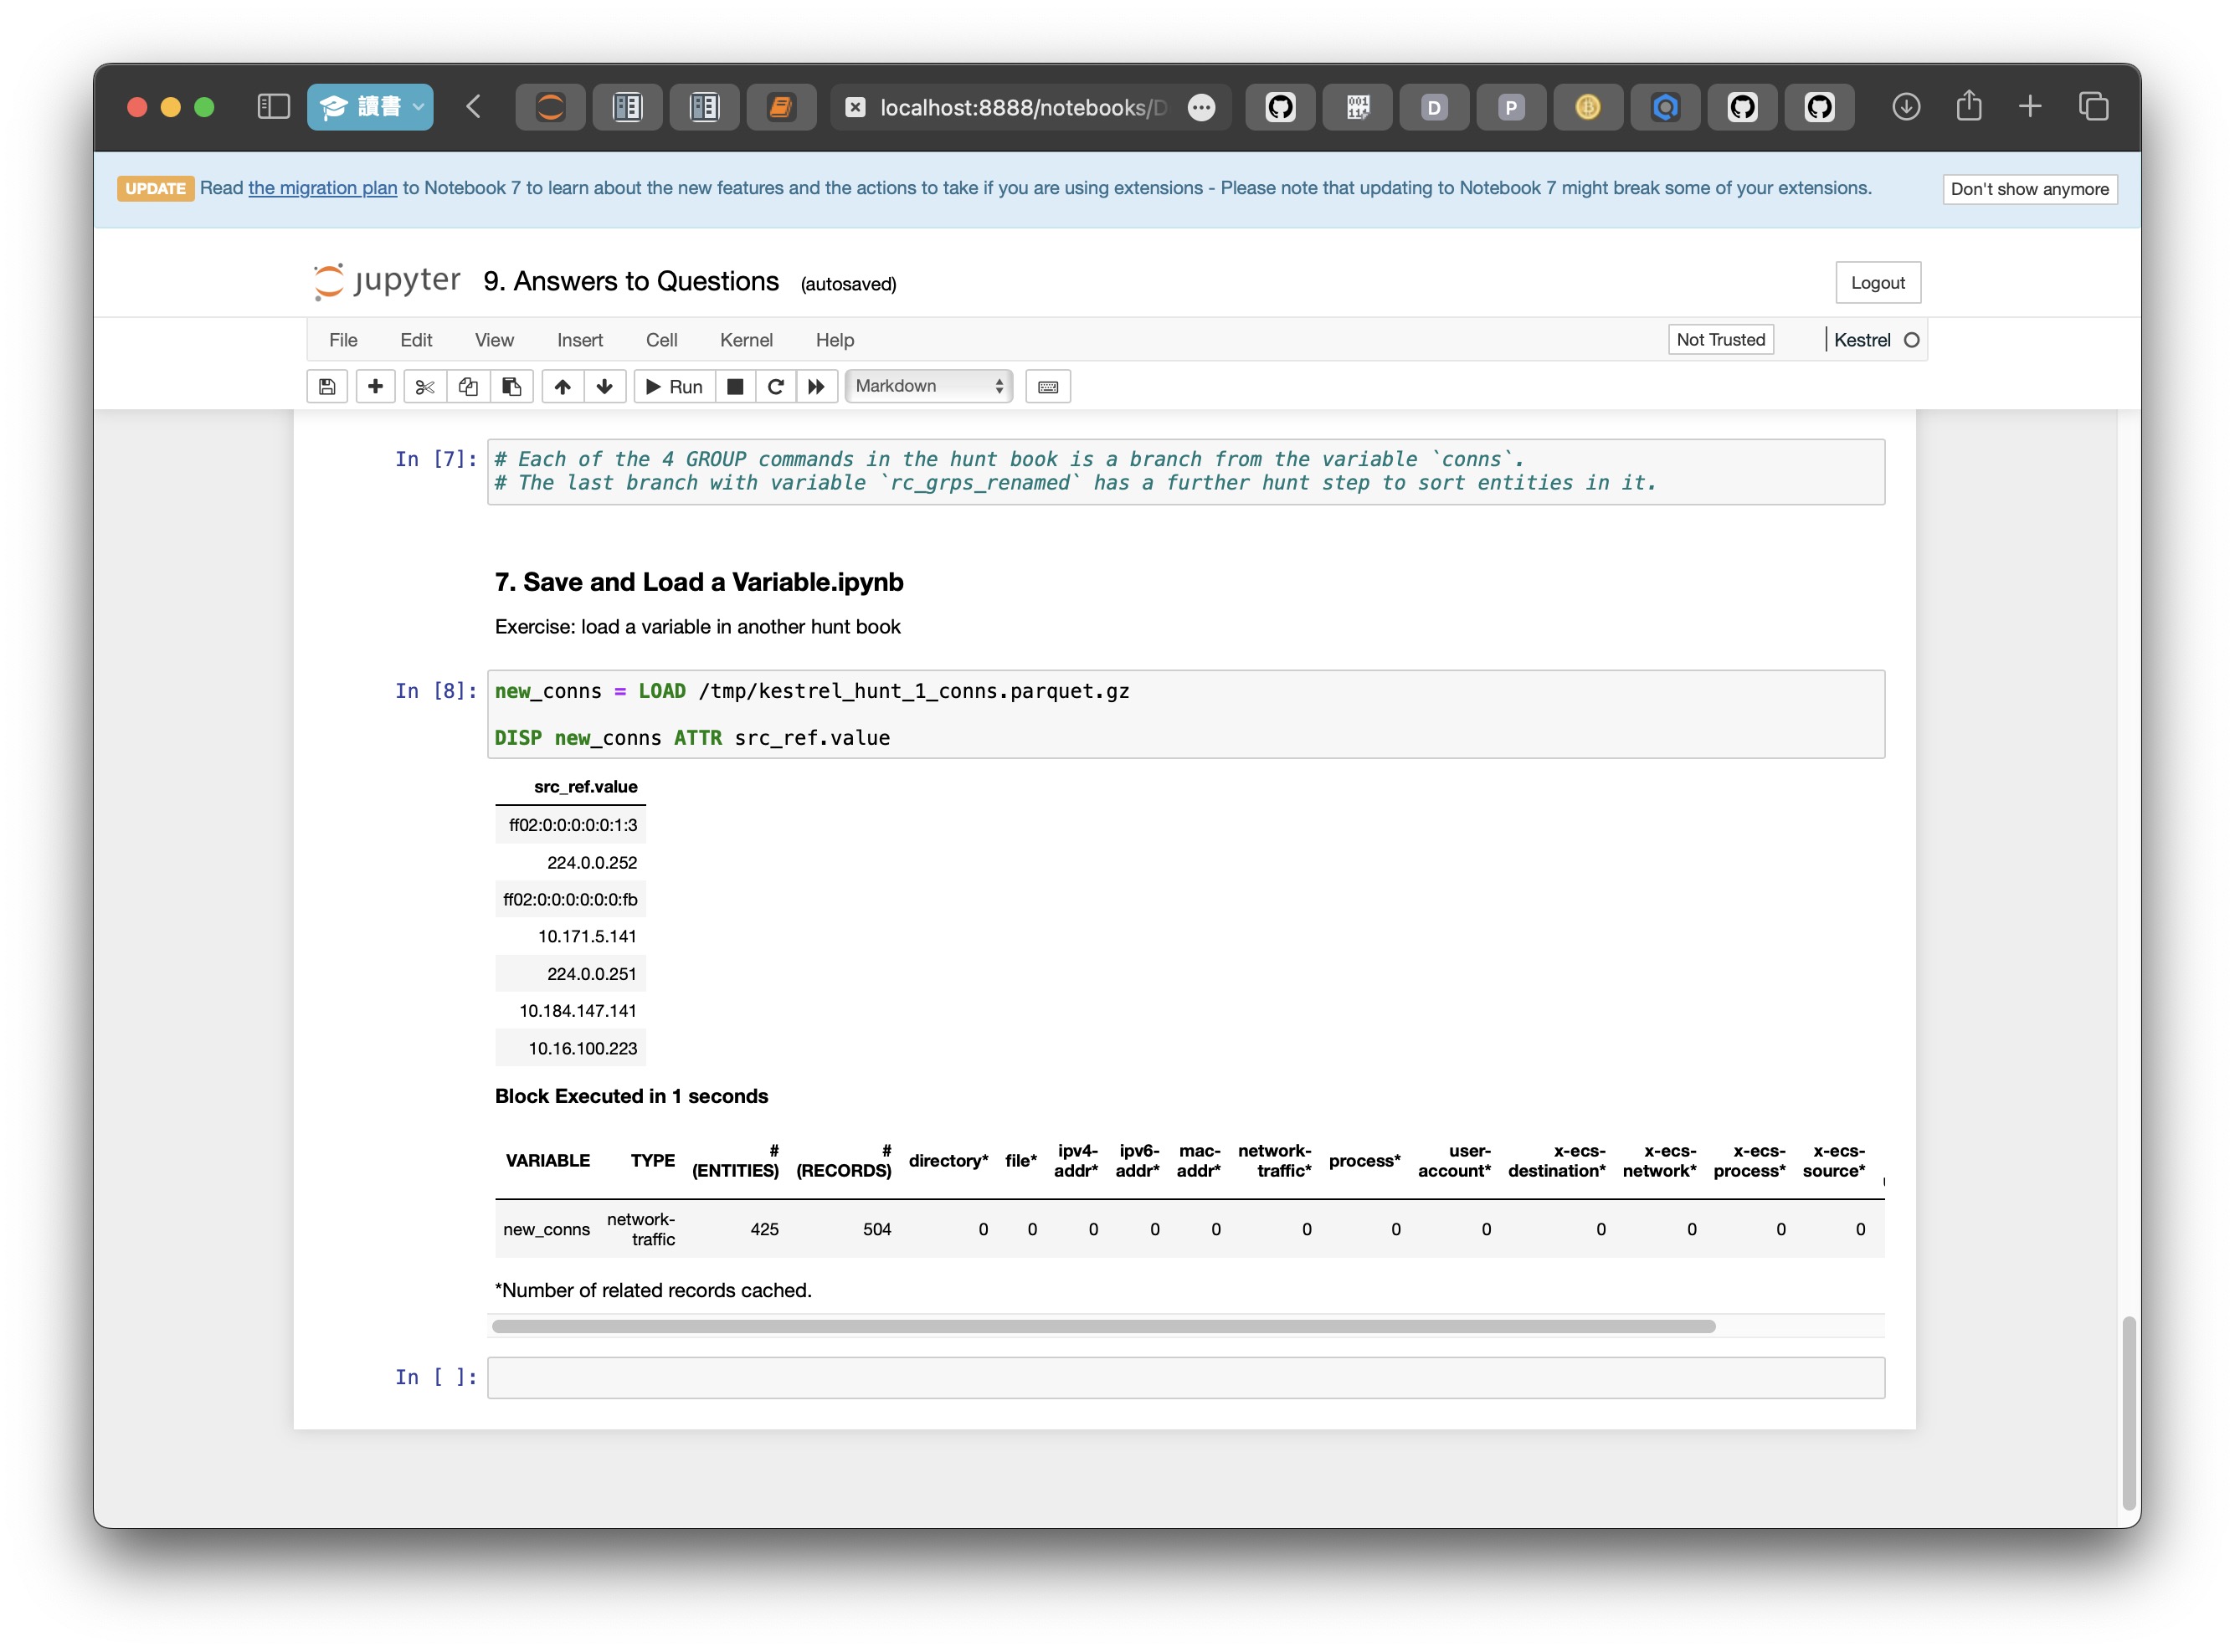 讀書
localhost:8888/notebooks/D
D
P
UPDATE Read the migration plan to Notebook 7 to learn about the new features and the actions to take if you are using extensions - Please note that updating to Notebook 7 might break some of your extensions.
Don't show anymore
jupyter 9. Answers to Questions (autosaved)
Logout
File Edit View Insert Cell Kernel Help
Not Trusted
Kestrel
Run
Markdown
In [7]: # Each of the 4 GROUP commands in the hunt book is a branch from the variable `conns`.
# The last branch with variable `rc_grps_renamed` has a further hunt step to sort entities in it.
7. Save and Load a Variable.ipynb
Exercise: load a variable in another hunt book
In [8]: new_conns = LOAD /tmp/kestrel_hunt_1_conns.parquet.gz
DISP new_conns ATTR src_ref.value
src_ref.value
ff02:0:0:0:0:0:1:3
224.0.0.252
ff02:0:0:0:0:0:0:fb
10.171.5.141
224.0.0.251
10.184.147.141
10.16.100.223
Block Executed in 1 seconds
VARIABLE TYPE # (ENTITIES) # (RECORDS) directory* file* ipv4-addr* ipv6-addr* mac-addr* network-traffic* process* user-account* x-ecs-destination* x-ecs-network* x-ecs-process* x-ecs-source*
new_conns network-traffic 425 504 0 0 0 0 0 0 0 0 0 0 0 0
*Number of related records cached.
In [ ]: